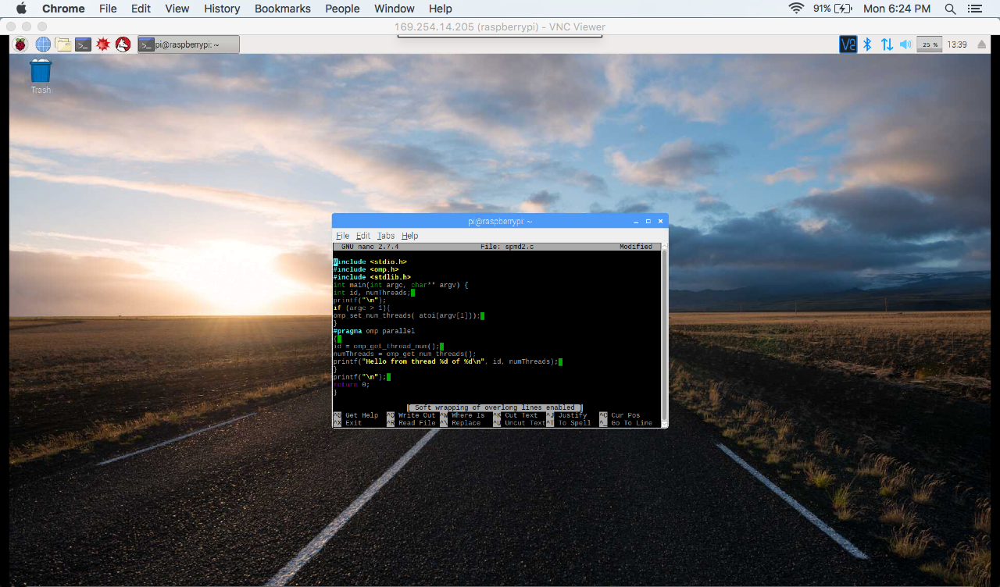 Chrome File Edit View History Bookmarks People Window Help 91% Mon 6:24 PM
169.254.14.205 (raspberrypi) - VNC Viewer
pi@raspberrypi: ~ 25 % 13:39
Trash
pi@raspberrypi: ~
File Edit Tabs Help
GNU nano 2.7.4 File: spmd2.c Modified
#include <stdio.h>
#include <omp.h>
#include <stdlib.h>
int main(int argc, char** argv) {
int id, numThreads;
printf("\n");
if (argc > 1){
omp_set_num_threads( atoi(argv[1]));
}
#pragma omp parallel
{
id = omp_get_thread_num();
numThreads = omp_get_num_threads();
printf("Hello from thread %d of %d\n", id, numThreads);
}
printf("\n");
return 0;
}
[ Soft wrapping of overlong lines enabled ]
^G Get Help ^O Write Out ^W Where Is ^K Cut Text ^J Justify ^C Cur Pos
^X Exit ^R Read File ^\ Replace ^U Uncut Text ^T To Spell ^_ Go To Line